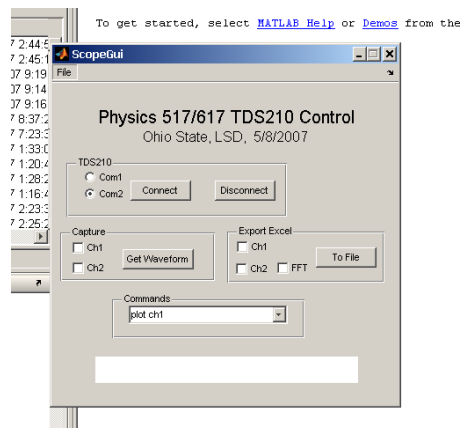 To get started, select MATLAB Help or Demos from the
7 2:44:5
7 2:45:1
07 9:19
07 9:14
07 9:16
7 8:37:2
7 7:23:3
7 1:33:0
7 1:20:4
7 1:28:2
7 1:16:4
7 2:23:3
7 2:25:2
ScopeGui
File
Physics 517/617 TDS210 Control
Ohio State, LSD, 5/8/2007
TDS210
Com1
Com2 Connect Disconnect
Capture
Ch1
Ch2 Get Waveform
Export Excel
Ch1
Ch2 FFT To File
Commands
plot ch1